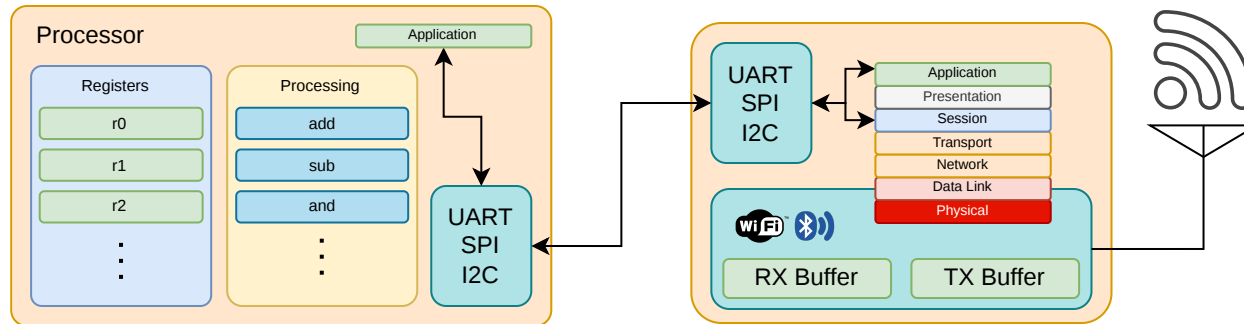 Processor
Application
Registers
r0
r1
r2
Processing
add
sub
and
UART
SPI
I2C
UART
SPI
I2C
Application
Presentation
Session
Transport
Network
Data Link
Physical
WiFi™
RX Buffer
TX Buffer